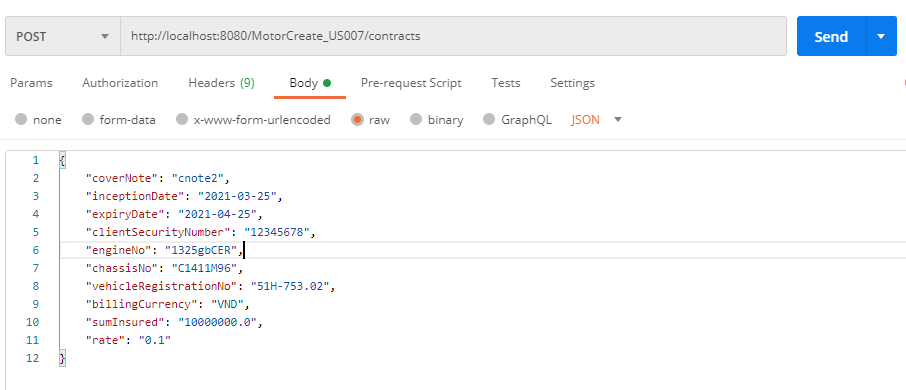 POST http://localhost:8080/MotorCreate_US007/contracts Send
Params Authorization Headers (9) Body Pre-request Script Tests Settings
none form-data x-www-form-urlencoded raw binary GraphQL JSON
1 {
2 "coverNote": "cnote2",
3 "inceptionDate": "2021-03-25",
4 "expiryDate": "2021-04-25",
5 "clientSecurityNumber": "12345678",
6 "engineNo": "1325gbCER",
7 "chassisNo": "C1411M96",
8 "vehicleRegistrationNo": "51H-753.02",
9 "billingCurrency": "VND",
10 "sumInsured": "10000000.0",
11 "rate": "0.1"
12 }